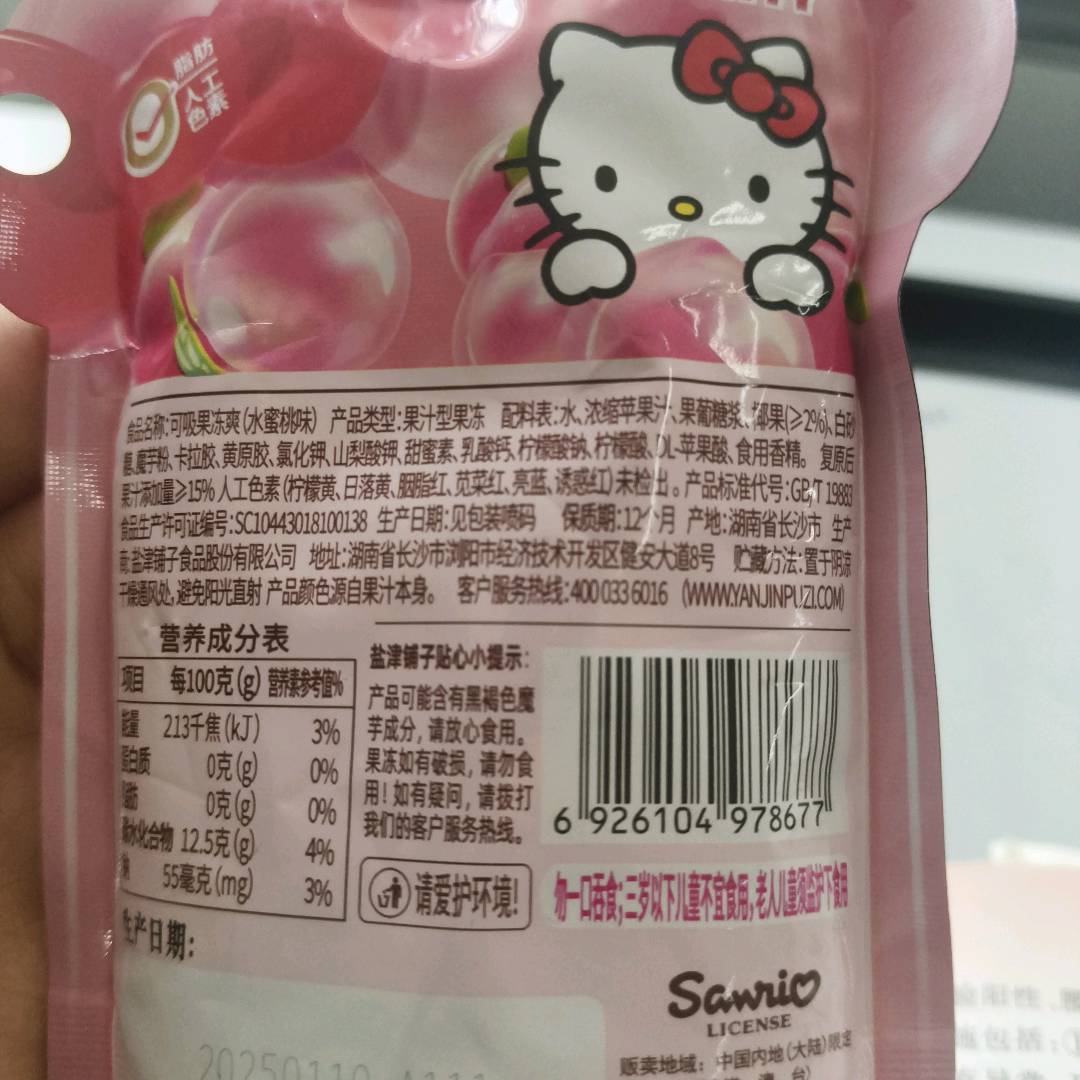 脂肪
人工
色素
食品名称:可吸果冻爽(水蜜桃味) 产品类型:果汁型果冻 配料表:水、浓缩苹果汁、果葡糖浆、椰果(≥2%)、白砂
糖、魔芋粉、卡拉胶、黄原胶、氯化钾、山梨酸钾、甜蜜素、乳酸钙、柠檬酸钠、柠檬酸、DL-苹果酸、食用香精。 复原后
果汁添加量≥15% 人工色素(柠檬黄、日落黄、胭脂红、苋菜红、亮蓝、诱惑红)未检出。产品标准代号:GB/T 19883
食品生产许可证编号:SC10443018100138 生产日期:见包装喷码 保质期:12个月 产地:湖南省长沙市 生产
商:盐津铺子食品股份有限公司 地址:湖南省长沙市浏阳市经济技术开发区健安大道8号 贮藏方法:置于阴凉
干燥通风处,避免阳光直射 产品颜色源自果汁本身。 客户服务热线:400 033 6016 (WWW.YANJINPUZI.COM)
营养成分表
项目 每100克(g) 营养素参考值%
能量 213千焦(kJ) 3%
蛋白质 0克(g) 0%
脂肪 0克(g) 0%
碳水化合物 12.5克(g) 4%
钠 55毫克(mg) 3%
盐津铺子贴心小提示:
产品可能含有黑褐色魔
芋成分,请放心食用。
果冻如有破损,请勿食
用!如有疑问,请拨打
我们的客户服务热线。
6 926104 978677
请爱护环境!
勿一口吞食;三岁以下儿童不宜食用,老人儿童须监护下食用
生产日期:
20250110 A111
Sanrio
LICENSE
贩卖地域: 中国内地(大陆)限定